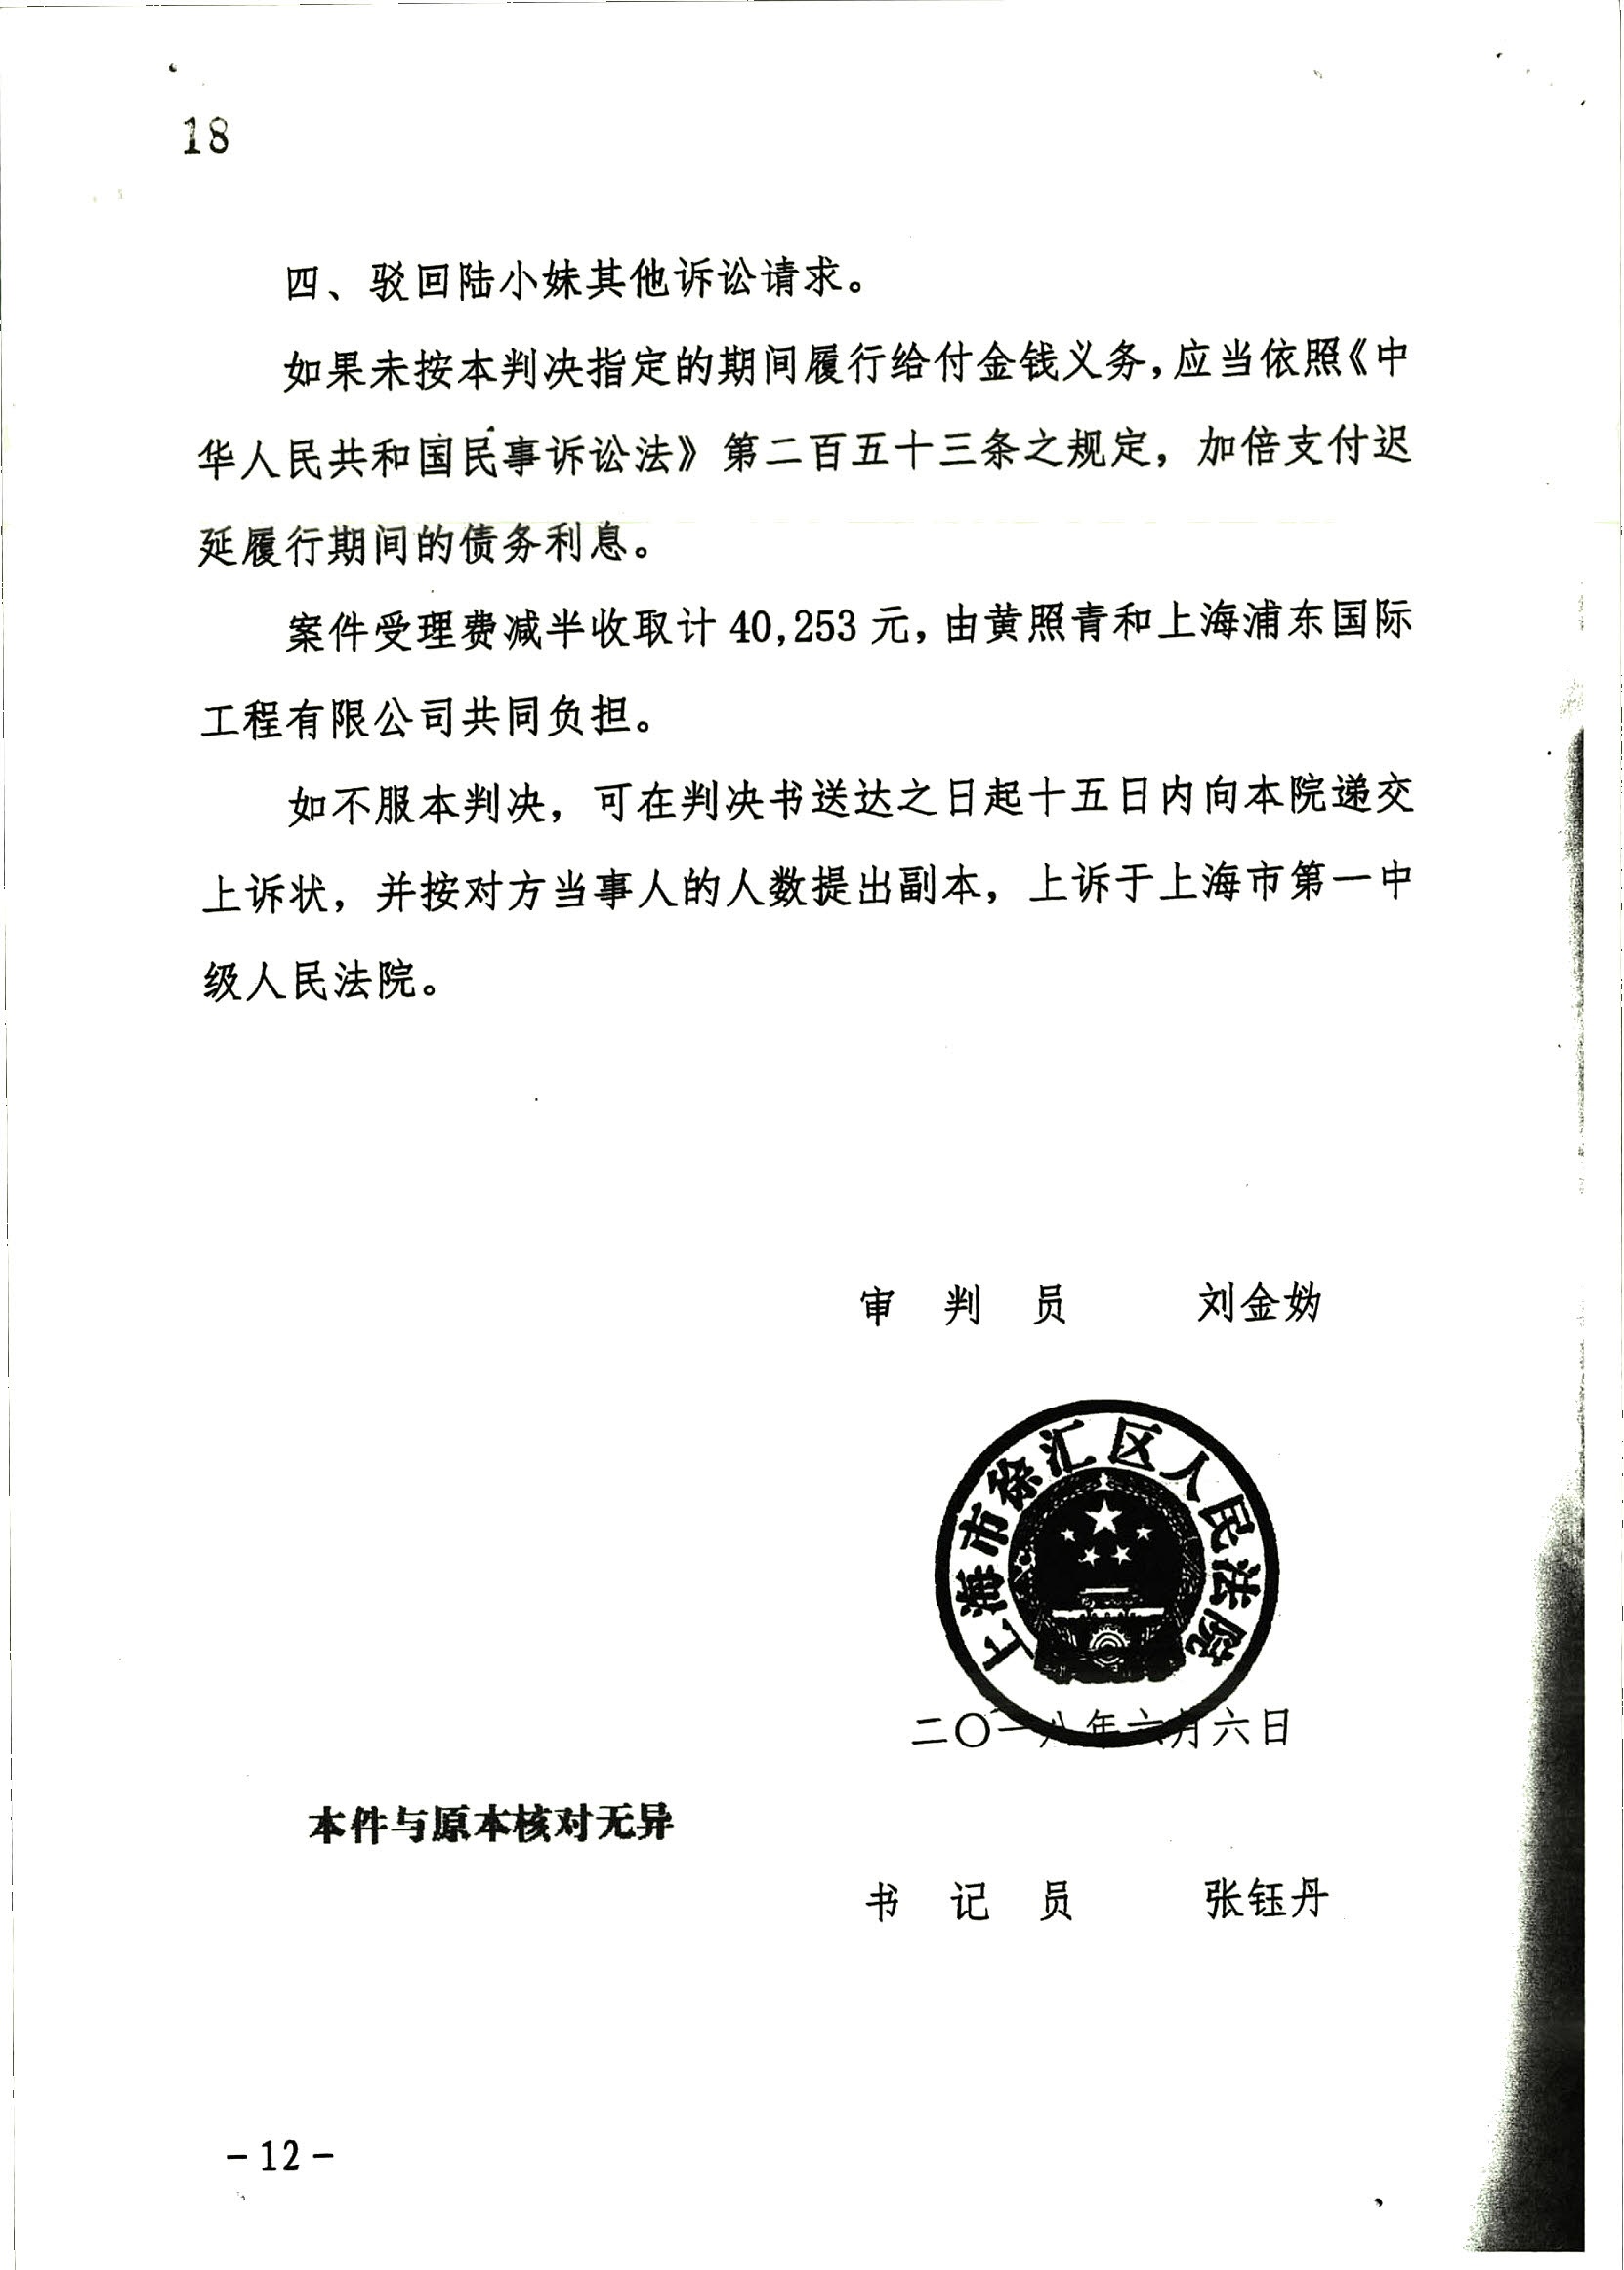 18
四、驳回陆小妹其他诉讼请求。
如果未按本判决指定的期间履行给付金钱义务，应当依照《中
华人民共和国民事诉讼法》第二百五十三条之规定，加倍支付迟
延履行期间的债务利息。
案件受理费减半收取计 40,253 元，由黄照青和上海浦东国际
工程有限公司共同负担。
如不服本判决，可在判决书送达之日起十五日内向本院递交
上诉状，并按对方当事人的人数提出副本，上诉于上海市第一中
级人民法院。
审 判 员 刘金妫
上海市徐汇区人民法院
二〇一八年六月六日
本件与原本核对无异
书 记 员 张钰丹
-12-